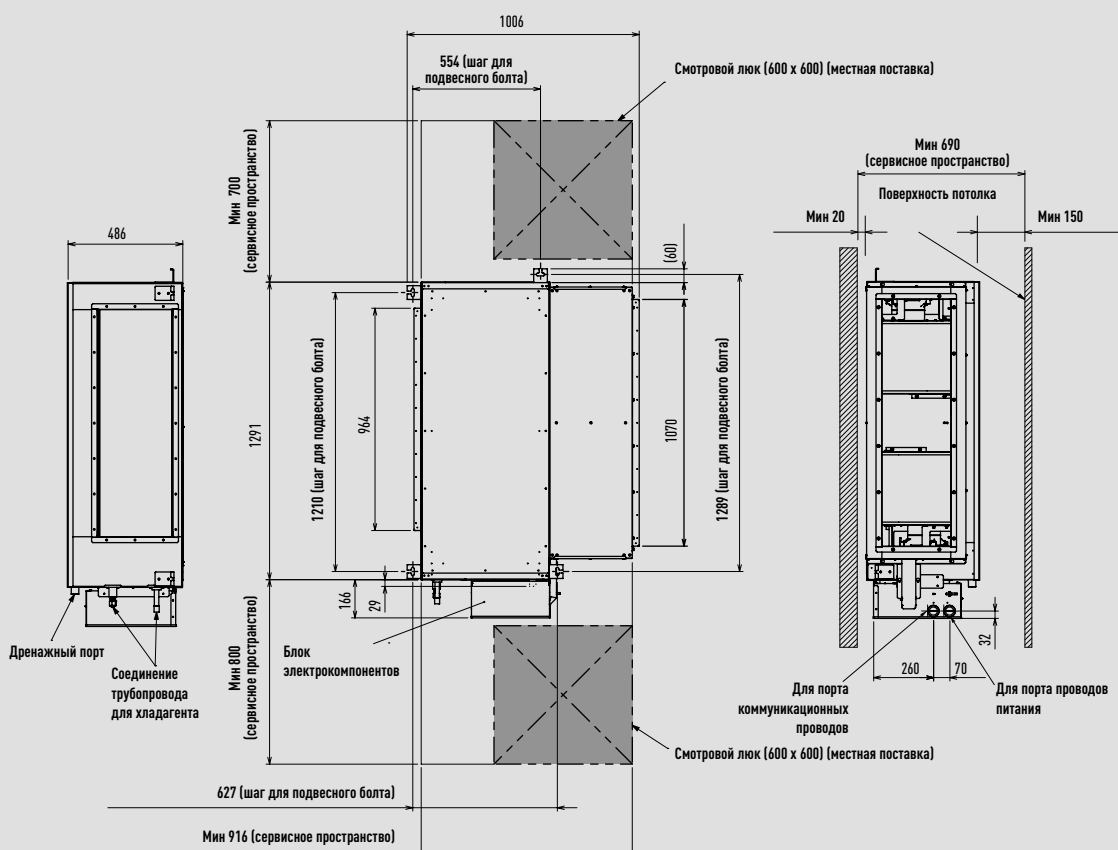 1006
554 (шаг для
подвесного болта)
Смотровой люк (600 х 600) (местная поставка)
Мин 700
(сервисное пространство)
Мин 690
(сервисное пространство)
Поверхность потолка
Мин 20
Мин 150
486
(60)
1291
1210 (шаг для подвесного болта)
964
1070
1289 (шаг для подвесного болта)
166
29
32
260
70
Дренажный порт
Соединение
трубопровода
для хладагента
Блок
электрокомпонентов
Мин 800
(сервисное пространство)
Для порта
коммуникационных
проводов
Для порта проводов
питания
Смотровой люк (600 х 600) (местная поставка)
627 (шаг для подвесного болта)
Мин 916 (сервисное пространство)